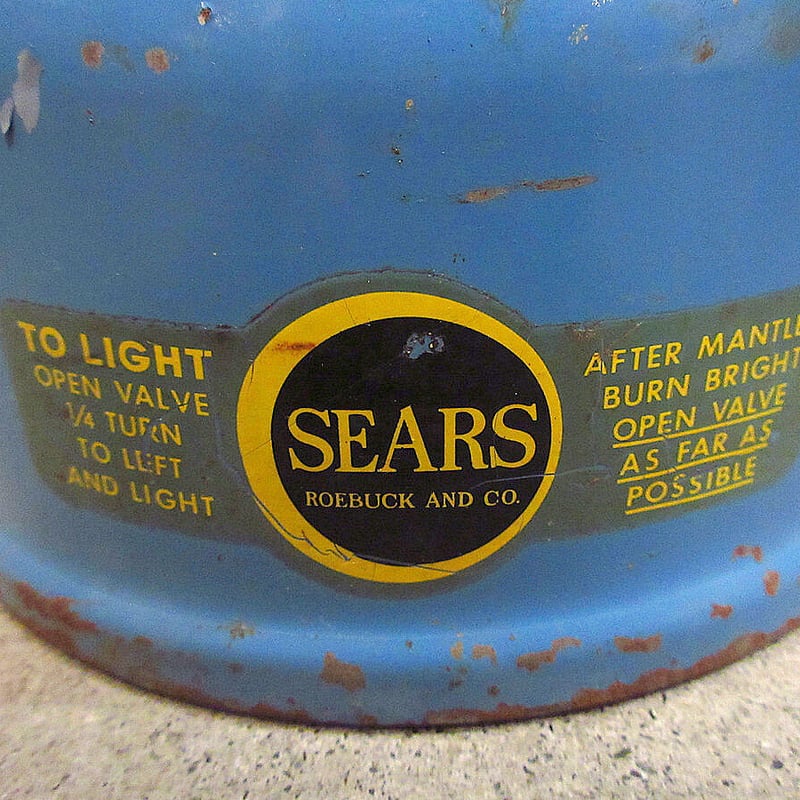 TO LIGHT
OPEN VALVE
1/4 TURN
TO LEFT
AND LIGHT
SEARS
ROEBUCK AND CO.
AFTER MANTLE
BURN BRIGHT
OPEN VALVE
AS FAR AS
POSSIBLE